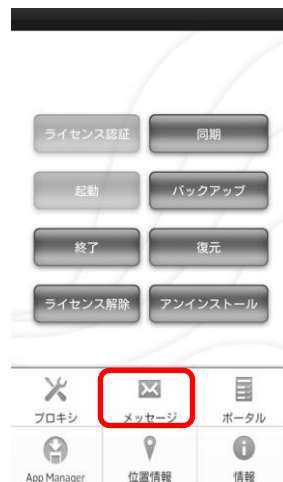 ライセンス認証 同期
起動 バックアップ
終了 復元
ライセンス解除 アンインストール
プロキシ メッセージ ポータル
App Manager 位置情報 情報